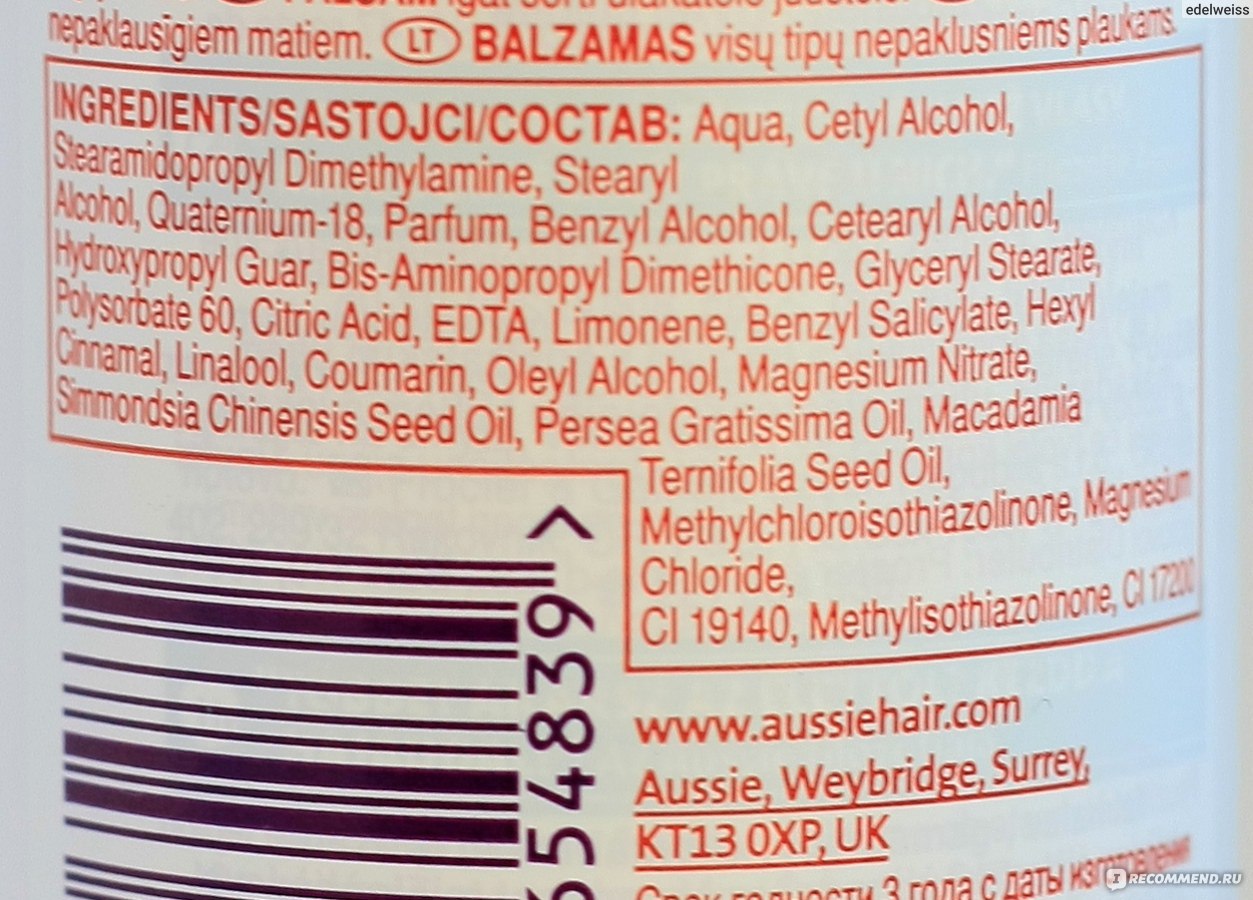 edelweiss
nepaklausīgiem matiem. LT BALZAMAS visų tipų nepaklusniems plaukams.
INGREDIENTS/SASTOJCI/СОСТАВ: Aqua, Cetyl Alcohol,
Stearamidopropyl Dimethylamine, Stearyl
Alcohol, Quaternium-18, Parfum, Benzyl Alcohol, Cetearyl Alcohol,
Hydroxypropyl Guar, Bis-Aminopropyl Dimethicone, Glyceryl Stearate,
Polysorbate 60, Citric Acid, EDTA, Limonene, Benzyl Salicylate, Hexyl
Cinnamal, Linalool, Coumarin, Oleyl Alcohol, Magnesium Nitrate,
Simmondsia Chinensis Seed Oil, Persea Gratissima Oil, Macadamia
Ternifolia Seed Oil,
Methylchloroisothiazolinone, Magnesium
Chloride,
CI 19140, Methylisothiazolinone, CI 17200
54839 >
www.aussiehair.com
Aussie, Weybridge, Surrey,
KT13 0XP, UK
Срок годности 3 года с даты изготовления
IRECOMMEND.RU